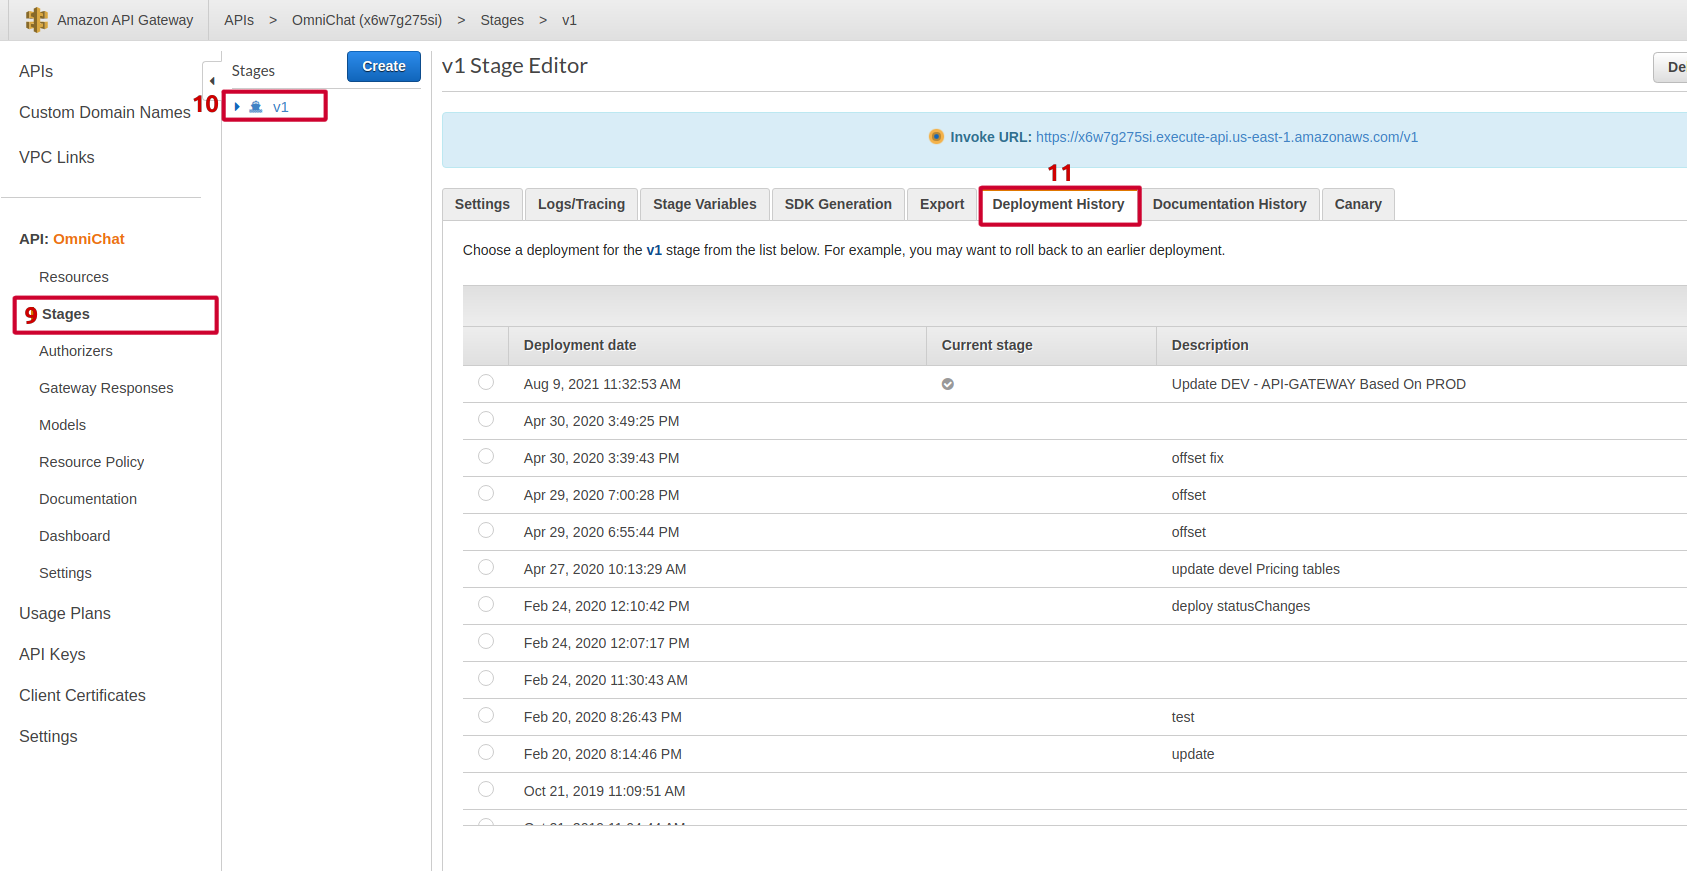 Amazon API Gateway APIs > OmniChat (x6w7g275si) > Stages > v1
APIs
Custom Domain Names
VPC Links
API: OmniChat
Resources
9 Stages
Authorizers
Gateway Responses
Models
Resource Policy
Documentation
Dashboard
Settings
Usage Plans
API Keys
Client Certificates
Settings
Stages Create
10 v1
v1 Stage Editor
Invoke URL: https://x6w7g275si.execute-api.us-east-1.amazonaws.com/v1
11
Settings Logs/Tracing Stage Variables SDK Generation Export Deployment History Documentation History Canary
Choose a deployment for the v1 stage from the list below. For example, you may want to roll back to an earlier deployment.
Deployment date Current stage Description
Aug 9, 2021 11:32:53 AM Update DEV - API-GATEWAY Based On PROD
Apr 30, 2020 3:49:25 PM
Apr 30, 2020 3:39:43 PM offset fix
Apr 29, 2020 7:00:28 PM offset
Apr 29, 2020 6:55:44 PM offset
Apr 27, 2020 10:13:29 AM update devel Pricing tables
Feb 24, 2020 12:10:42 PM deploy statusChanges
Feb 24, 2020 12:07:17 PM
Feb 24, 2020 11:30:43 AM
Feb 20, 2020 8:26:43 PM test
Feb 20, 2020 8:14:46 PM update
Oct 21, 2019 11:09:51 AM